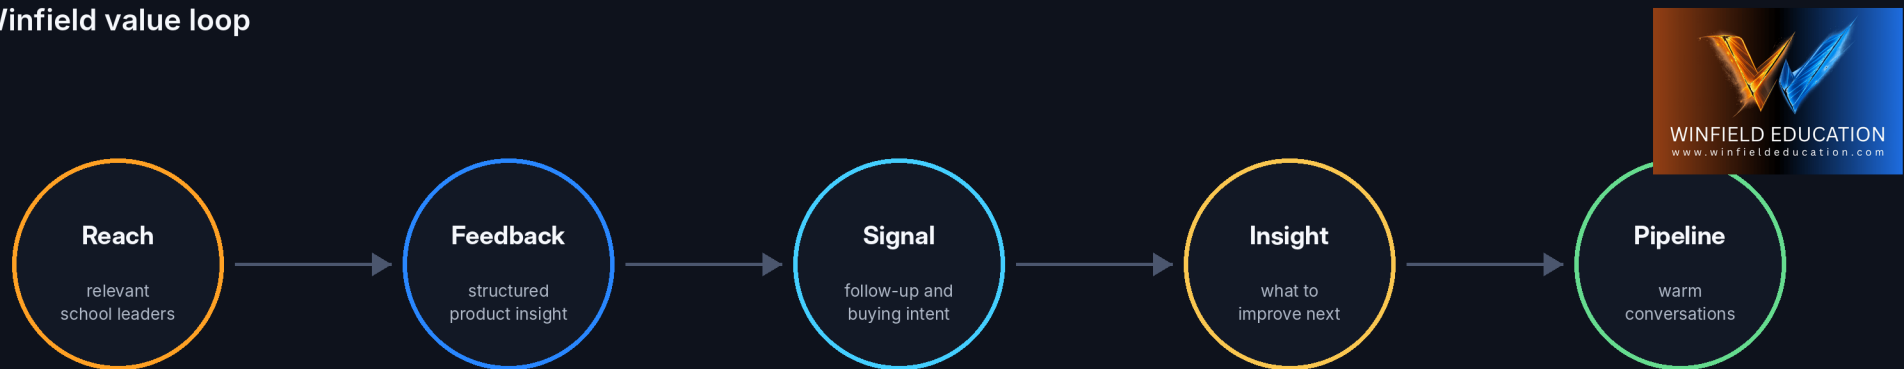 Winfield value loop
WINFIELD EDUCATION
www.winfieldeducation.com
Reach
relevant
school leaders
Feedback
structured
product insight
Signal
follow-up and
buying intent
Insight
what to
improve next
Pipeline
warm
conversations